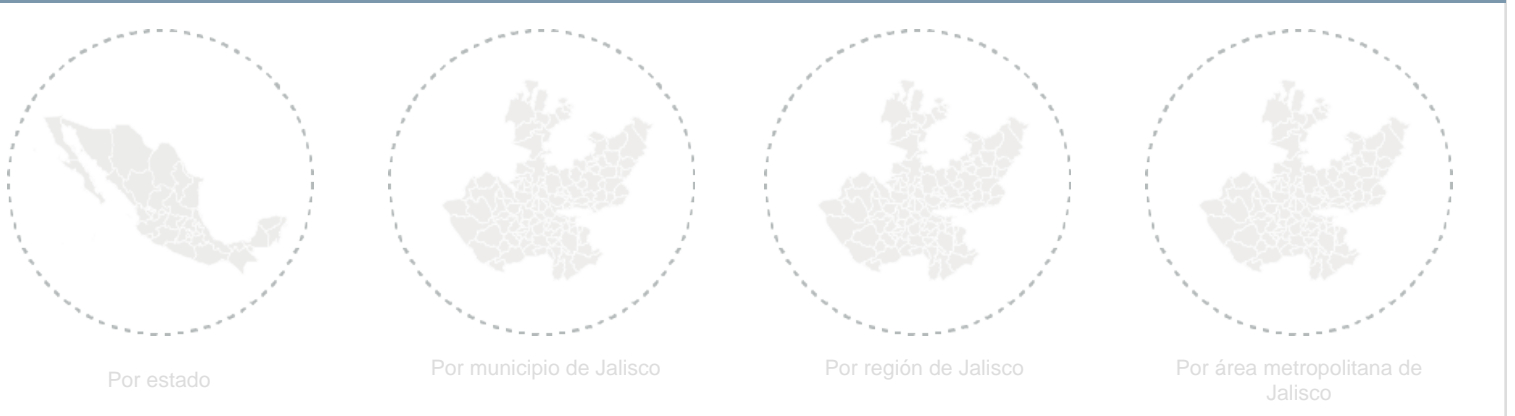 Por estado
Por municipio de Jalisco
Por región de Jalisco
Por área metropolitana de
Jalisco